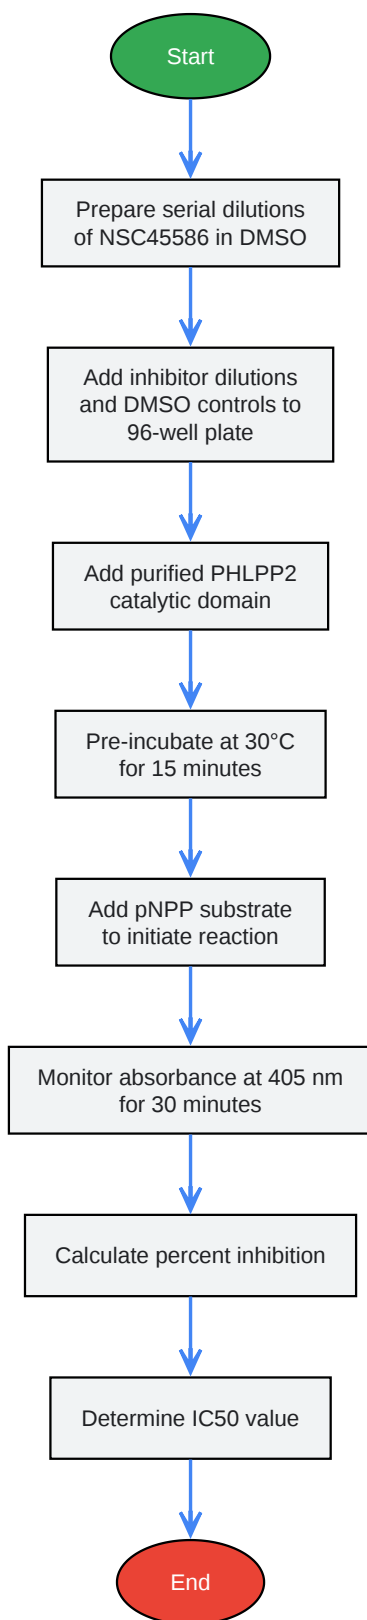 Start
Prepare serial dilutions
of NSC45586 in DMSO
Add inhibitor dilutions
and DMSO controls to
96-well plate
Add purified PHLPP2
catalytic domain
Pre-incubate at 30°C
for 15 minutes
Add pNPP substrate
to initiate reaction
Monitor absorbance at 405 nm
for 30 minutes
Calculate percent inhibition
Determine IC50 value
End